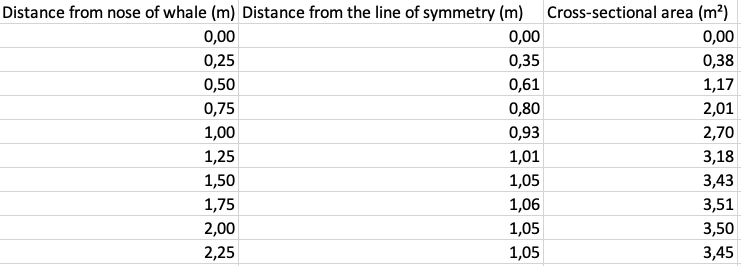 Distance from nose of whale (m) Distance from the line of symmetry (m) Cross-sectional area (m²)
0,00 0,00 0,00
0,25 0,35 0,38
0,50 0,61 1,17
0,75 0,80 2,01
1,00 0,93 2,70
1,25 1,01 3,18
1,50 1,05 3,43
1,75 1,06 3,51
2,00 1,05 3,50
2,25 1,05 3,45